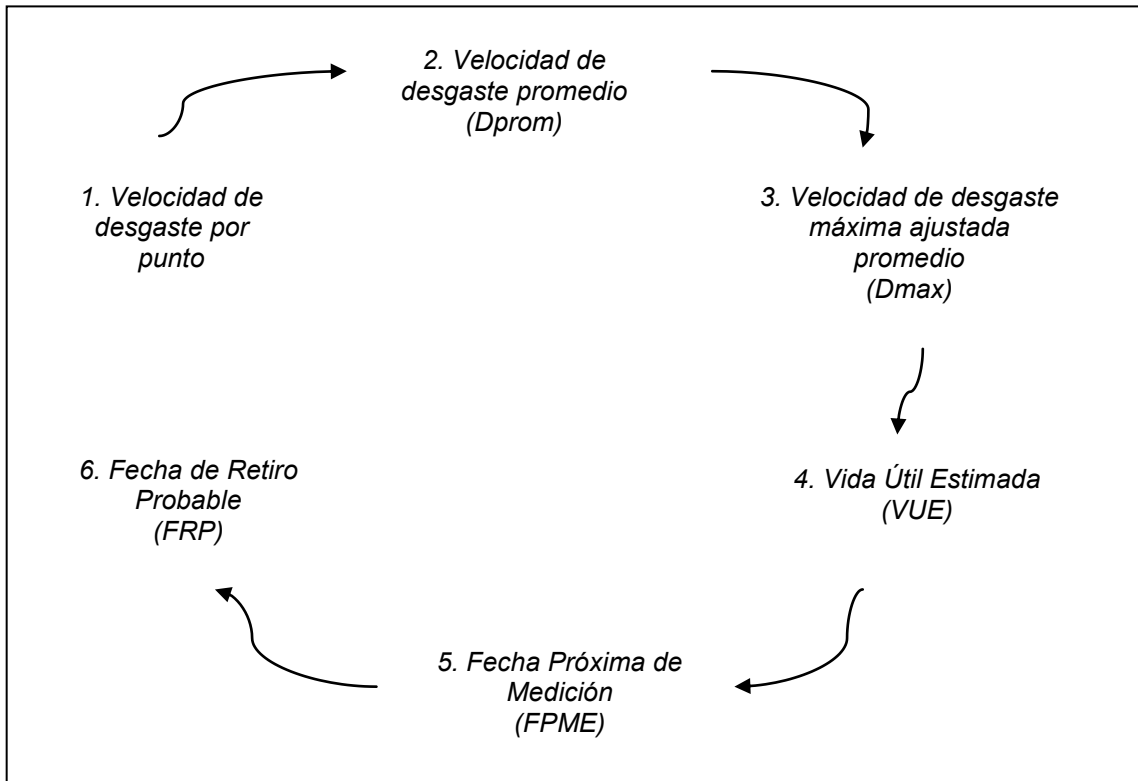 1. Velocidad de
desgaste por
punto
2. Velocidad de
desgaste promedio
(Dprom)
3. Velocidad de desgaste
máxima ajustada
promedio
(Dmax)
4. Vida Útil Estimada
(VUE)
5. Fecha Próxima de
Medición
(FPME)
6. Fecha de Retiro
Probable
(FRP)